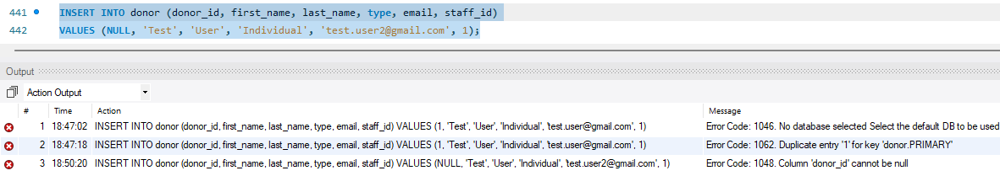 441 INSERT INTO donor (donor_id, first_name, last_name, type, email, staff_id)
442 VALUES (NULL, 'Test', 'User', 'Individual', 'test.user2@gmail.com', 1);
Output
Action Output
# Time Action Message
1 18:47:02 INSERT INTO donor (donor_id, first_name, last_name, type, email, staff_id) VALUES (1, 'Test', 'User', 'Individual', 'test.user@gmail.com', 1) Error Code: 1046. No database selected Select the default DB to be used
2 18:47:18 INSERT INTO donor (donor_id, first_name, last_name, type, email, staff_id) VALUES (1, 'Test', 'User', 'Individual', 'test.user@gmail.com', 1) Error Code: 1062. Duplicate entry '1' for key 'donor.PRIMARY'
3 18:50:20 INSERT INTO donor (donor_id, first_name, last_name, type, email, staff_id) VALUES (NULL, 'Test', 'User', 'Individual', 'test.user2@gmail.com', 1) Error Code: 1048. Column 'donor_id' cannot be null